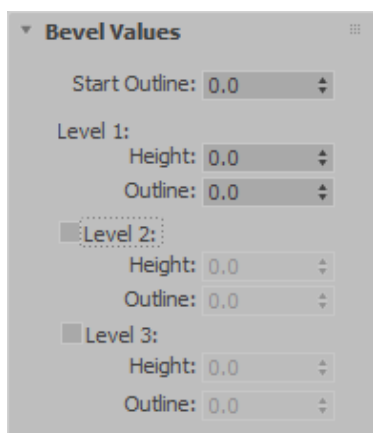 Bevel Values
Start Outline: 0.0
Level 1:
Height: 0.0
Outline: 0.0
Level 2:
Height: 0.0
Outline: 0.0
Level 3:
Height: 0.0
Outline: 0.0